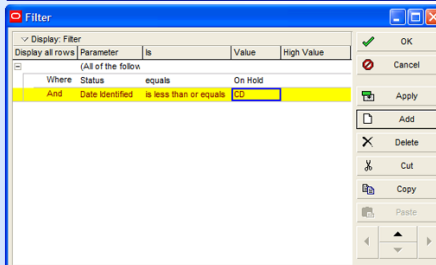 Filter
Display: Filter
Display all rows Parameter Is Value High Value
(All of the follow
Where Status equals On Hold
And Date Identified is less than or equals CD
OK
Cancel
Apply
Add
Delete
Cut
Copy
Paste